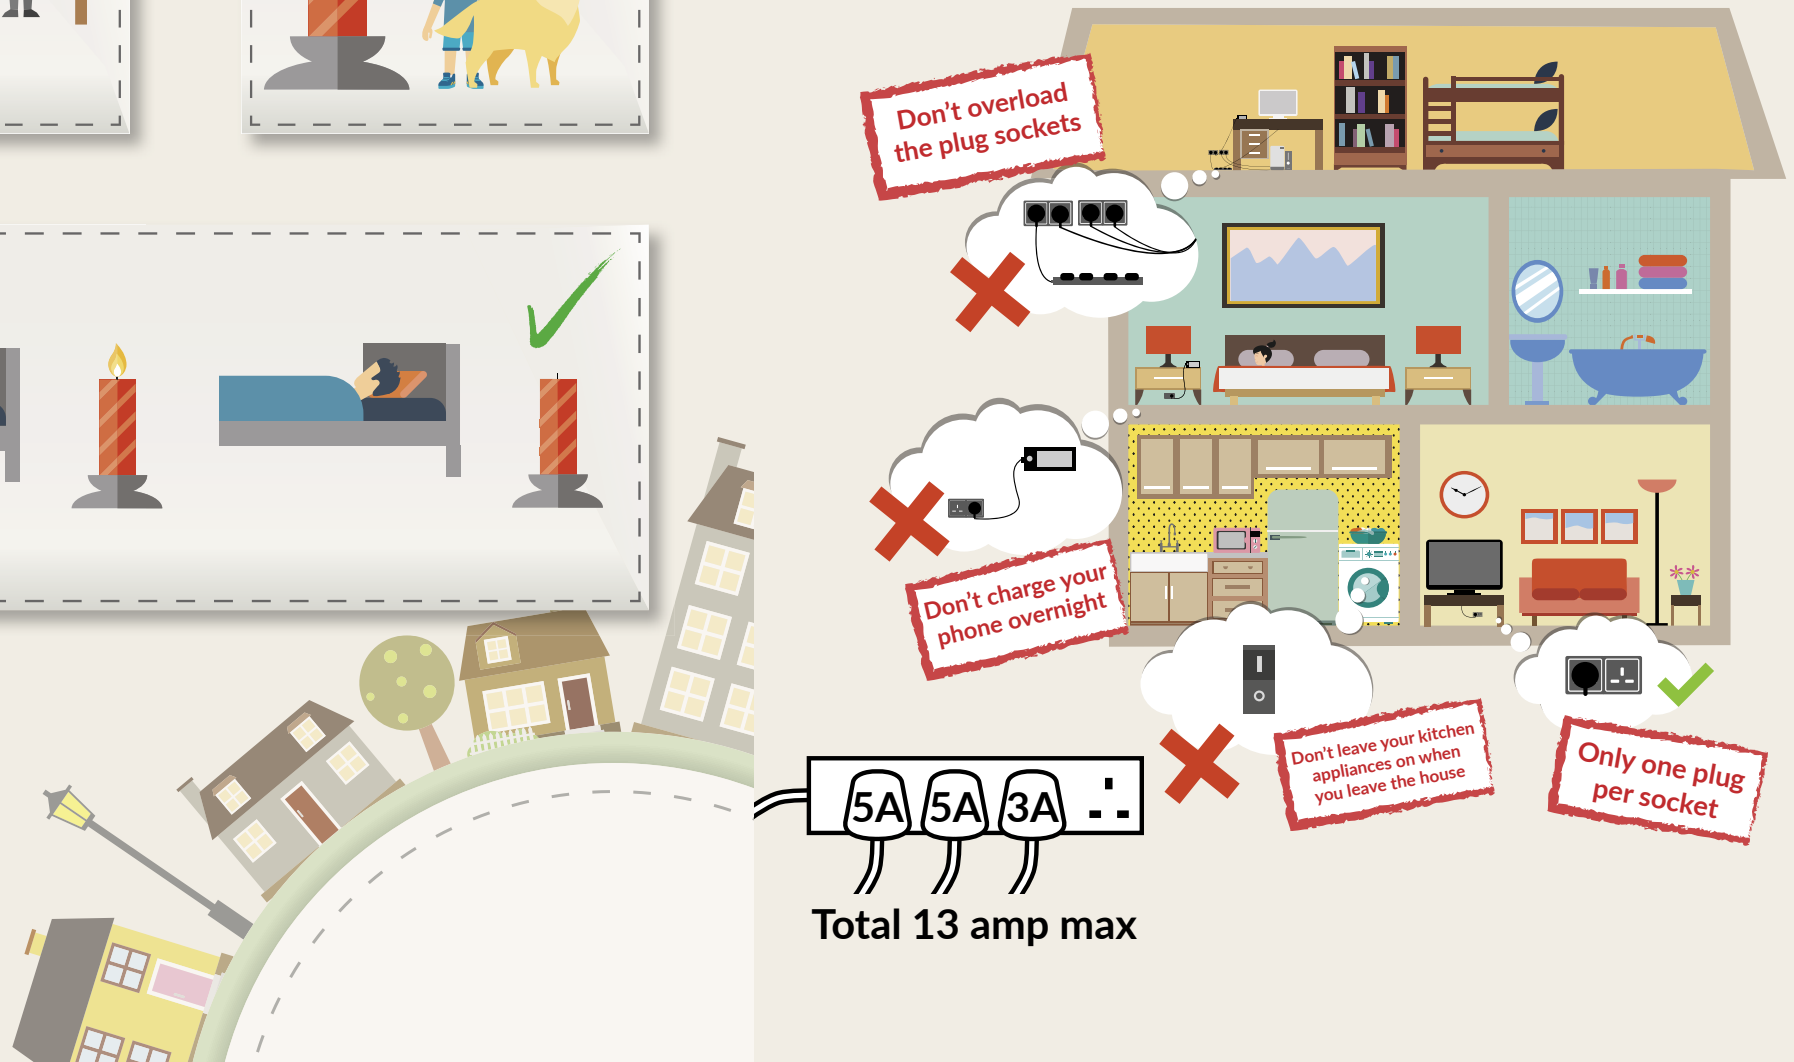 Don't overload
the plug sockets
Don't charge your
phone overnight
Don't leave your kitchen
appliances on when
you leave the house
Only one plug
per socket
5A 5A 3A
Total 13 amp max